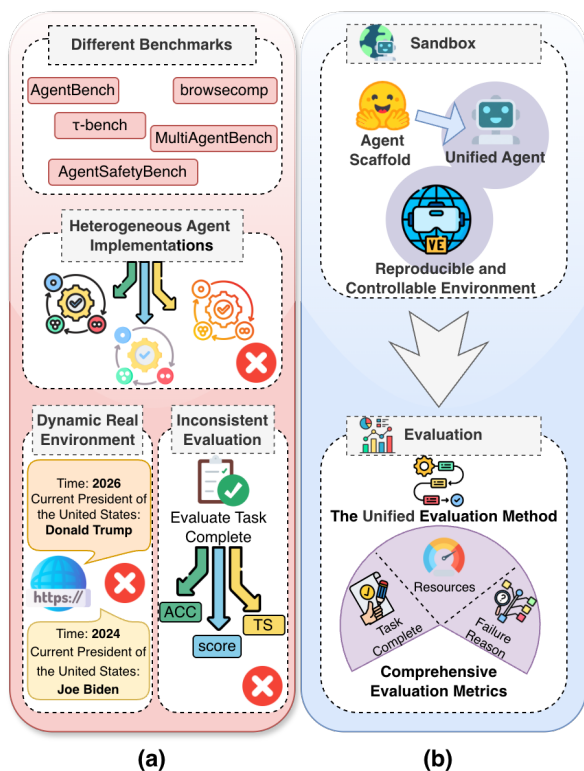 Different Benchmarks
AgentBench
browsecomp
τ-bench
MultiAgentBench
AgentSafetyBench
Heterogeneous Agent
Implementations
Dynamic Real
Environment
Time: 2026
Current President of
the United States:
Donald Trump
https://
Time: 2024
Current President of
the United States:
Joe Biden
Inconsistent
Evaluation
Evaluate Task
Complete
ACC
score
TS
(a)
Sandbox
Agent
Scaffold
Unified Agent
VE
Reproducible and
Controllable Environment
Evaluation
The Unified Evaluation Method
Resources
Task
Complete
Failure
Reason
Comprehensive
Evaluation Metrics
(b)